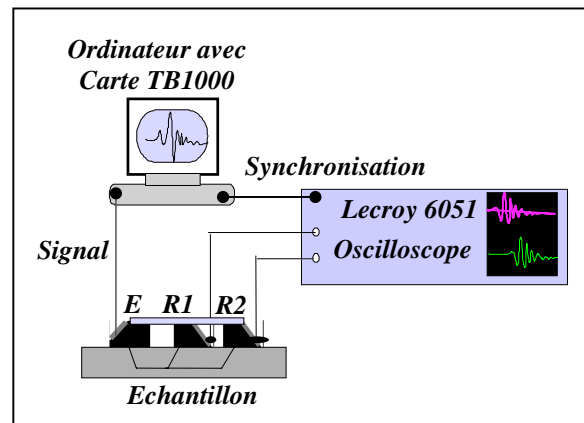 Ordinateur avec
Carte TB1000
Synchronisation
Lecroy 6051
Signal
Oscilloscope
E R1 R2
Echantillon